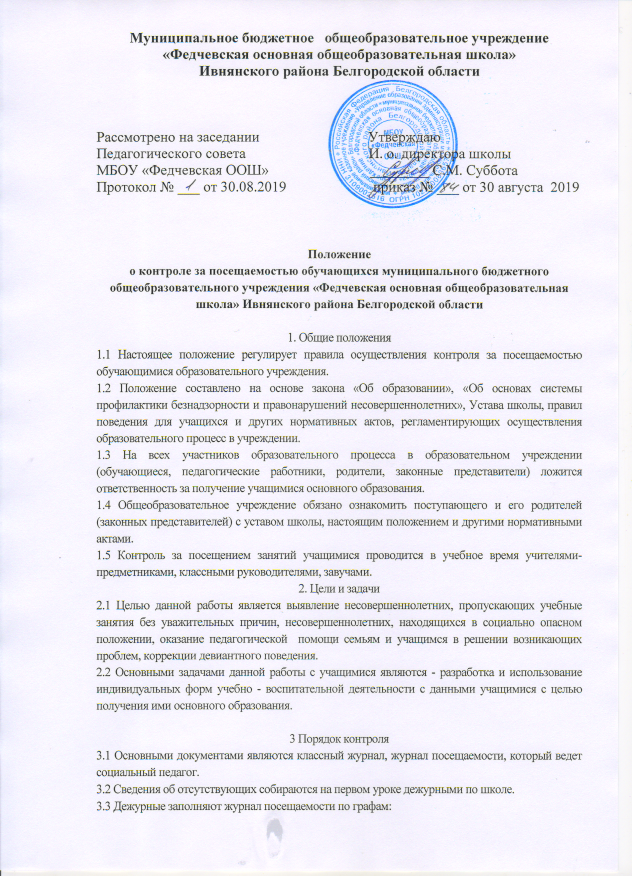 Муниципальное бюджетное общеобразовательное учреждение
«Федчевская основная общеобразовательная школа»
Ивнянского района Белгородской области
Рассмотрено на заседании
Педагогического совета
МБОУ «Федчевская ООШ»
Протокол № 1 от 30.08.2019
Утверждаю
И. о. директора школы
С.М. Суббота
приказ № 84 от 30 августа 2019
МБОУ
«Федчевская
Положение
о контроле за посещаемостью обучающихся муниципального бюджетного
общеобразовательного учреждения «Федчевская основная общеобразовательная
школа» Ивнянского района Белгородской области
1. Общие положения
1.1 Настоящее положение регулирует правила осуществления контроля за посещаемостью
обучающимися образовательного учреждения.
1.2 Положение составлено на основе закона «Об образовании», «Об основах системы
профилактики безнадзорности и правонарушений несовершеннолетних», Устава школы, правил
поведения для учащихся и других нормативных актов, регламентирующих осуществления
образовательного процесс в учреждении.
1.3 На всех участников образовательного процесса в образовательном учреждении
(обучающиеся, педагогические работники, родители, законные представители) ложится
ответственность за получение учащимися основного образования.
1.4 Общеобразовательное учреждение обязано ознакомить поступающего и его родителей
(законных представителей) с уставом школы, настоящим положением и другими нормативными
актами.
1.5 Контроль за посещением занятий учащимися проводится в учебное время учителями-
предметниками, классными руководителями, завучами.
2. Цели и задачи
2.1 Целью данной работы является выявление несовершеннолетних, пропускающих учебные
занятия без уважительных причин, несовершеннолетних, находящихся в социально опасном
положении, оказание педагогической помощи семьям и учащимся в решении возникающих
проблем, коррекции девиантного поведения.
2.2 Основными задачами данной работы с учащимися являются - разработка и использование
индивидуальных форм учебно - воспитательной деятельности с данными учащимися с целью
получения ими основного образования.
3 Порядок контроля
3.1 Основными документами являются классный журнал, журнал посещаемости, который ведет
социальный педагог.
3.2 Сведения об отсутствующих собираются на первом уроке дежурными по школе.
3.3 Дежурные заполняют журнал посещаемости по графам: